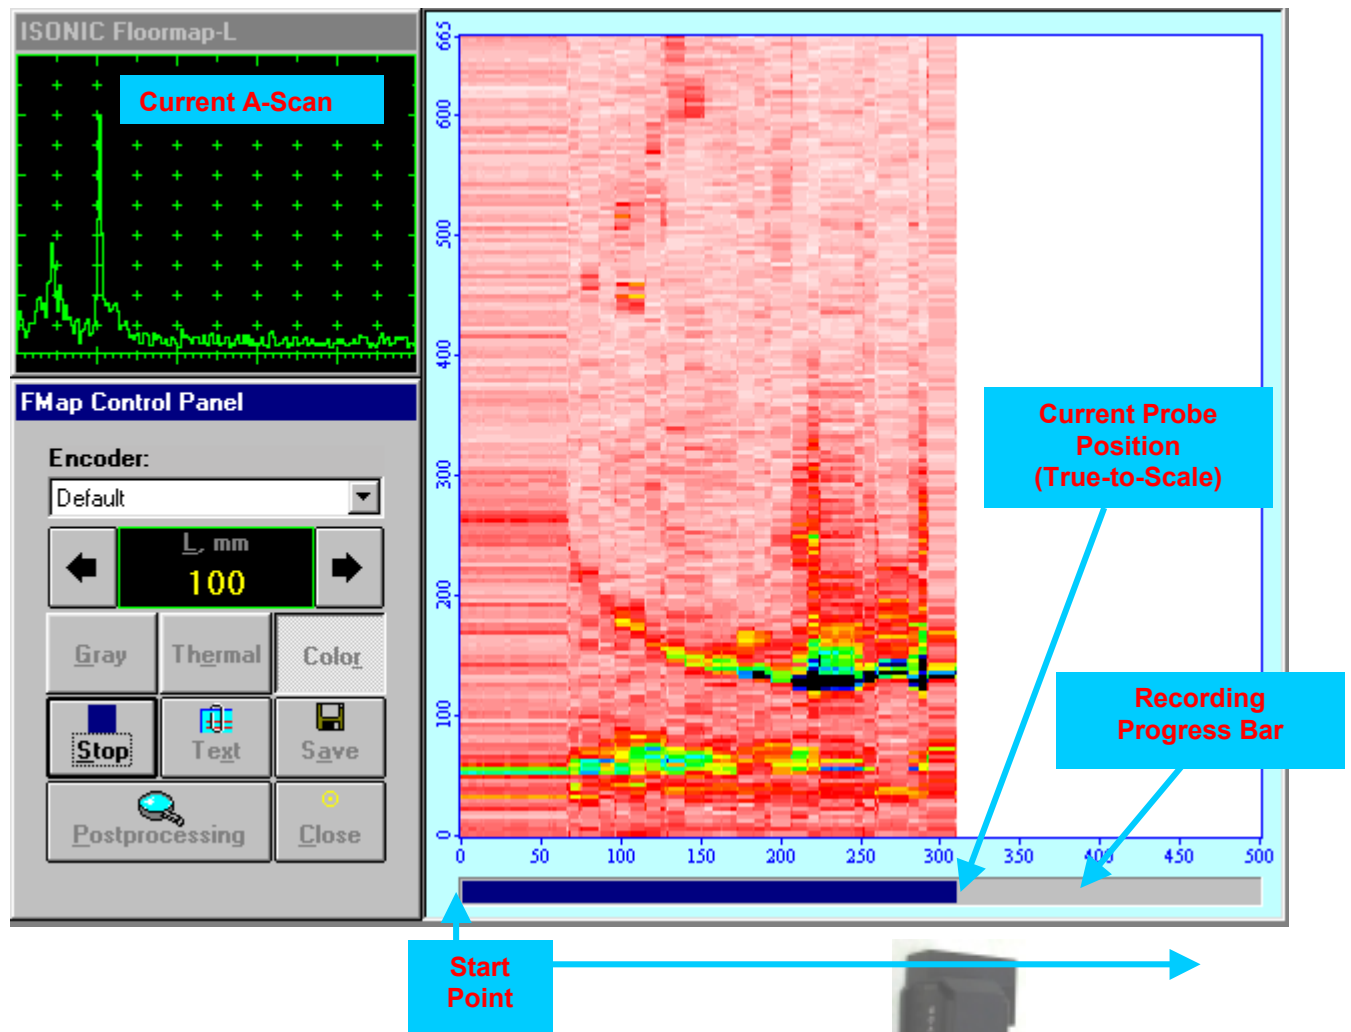 ISONIC Floormap-L
Current A-Scan
FMap Control Panel
Encoder:
Default
L, mm
100
Gray
Thermal
Color
Stop
Text
Save
Postprocessing
Close
665
600
500
400
300
200
100
0
0 50 100 150 200 250 300 350 400 450 500
Current Probe
Position
(True-to-Scale)
Recording
Progress Bar
Start
Point